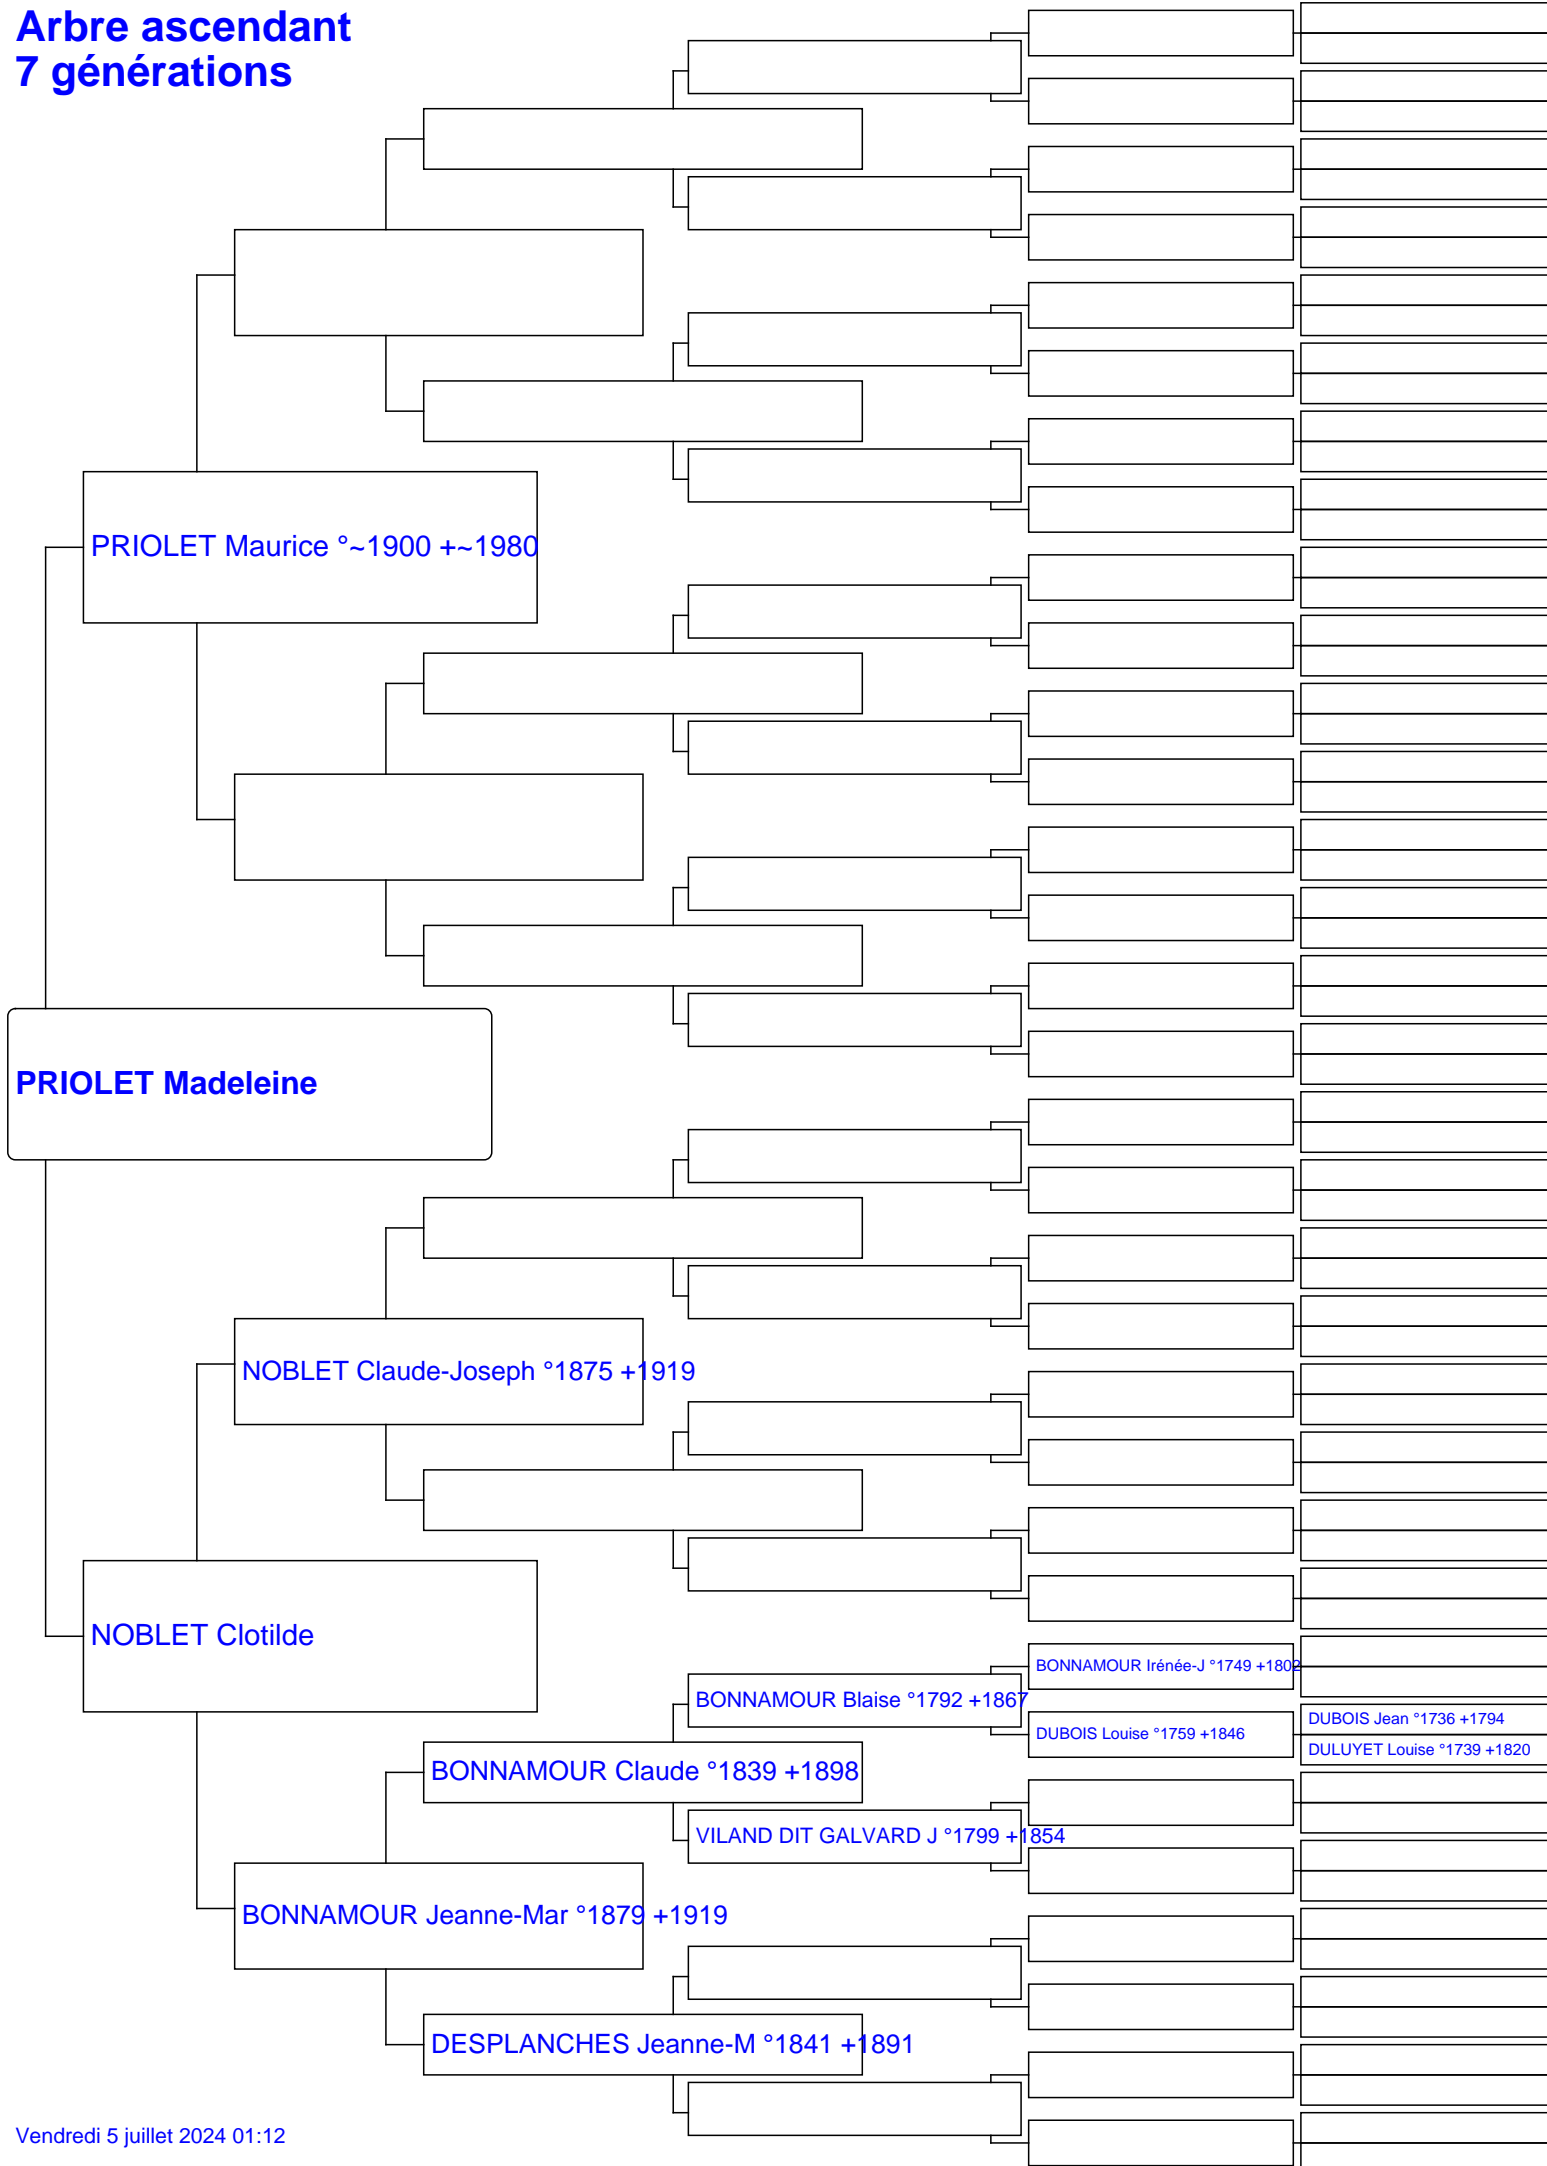 Arbre ascendant
7 générations
PRIOLET Maurice °~1900 +~1980
PRIOLET Madeleine
NOBLET Claude-Joseph °1875 +1919
NOBLET Clotilde
BONNAMOUR Irénée-J °1749 +1802
BONNAMOUR Blaise °1792 +1867
DUBOIS Jean °1736 +1794
DUBOIS Louise °1759 +1846
DULUYET Louise °1739 +1820
BONNAMOUR Claude °1839 +1898
VILAND DIT GALVARD J °1799 +1854
BONNAMOUR Jeanne-Mar °1879 +1919
DESPLANCHES Jeanne-M °1841 +1891
Vendredi 5 juillet 2024 01:12